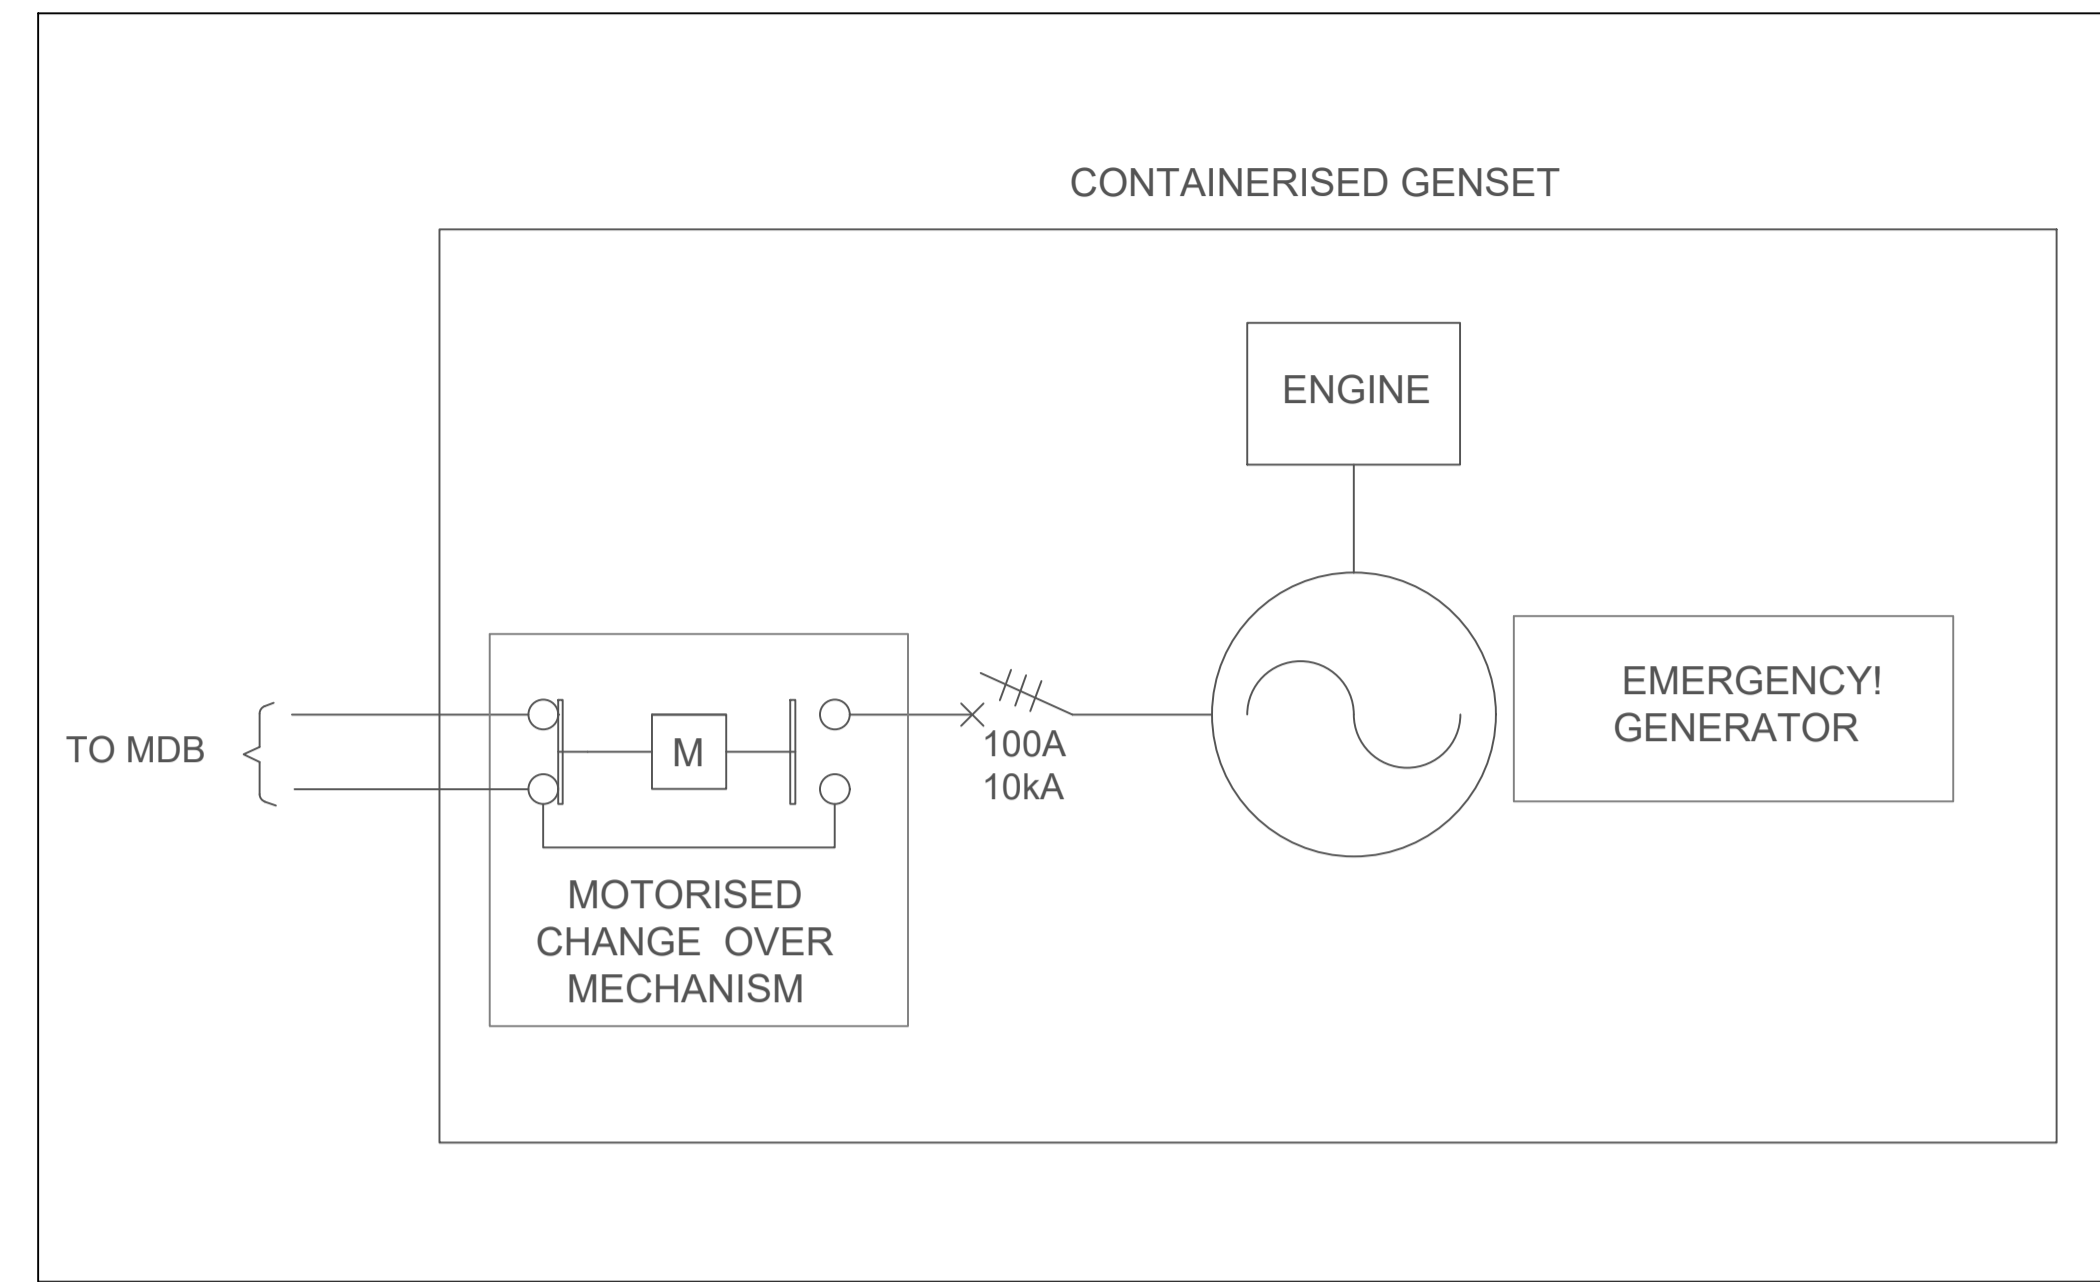 CONTAINERISED GENSET
ENGINE
EMERGENCY!
GENERATOR
TO MDB
M
100A
10kA
MOTORISED
CHANGE OVER
MECHANISM